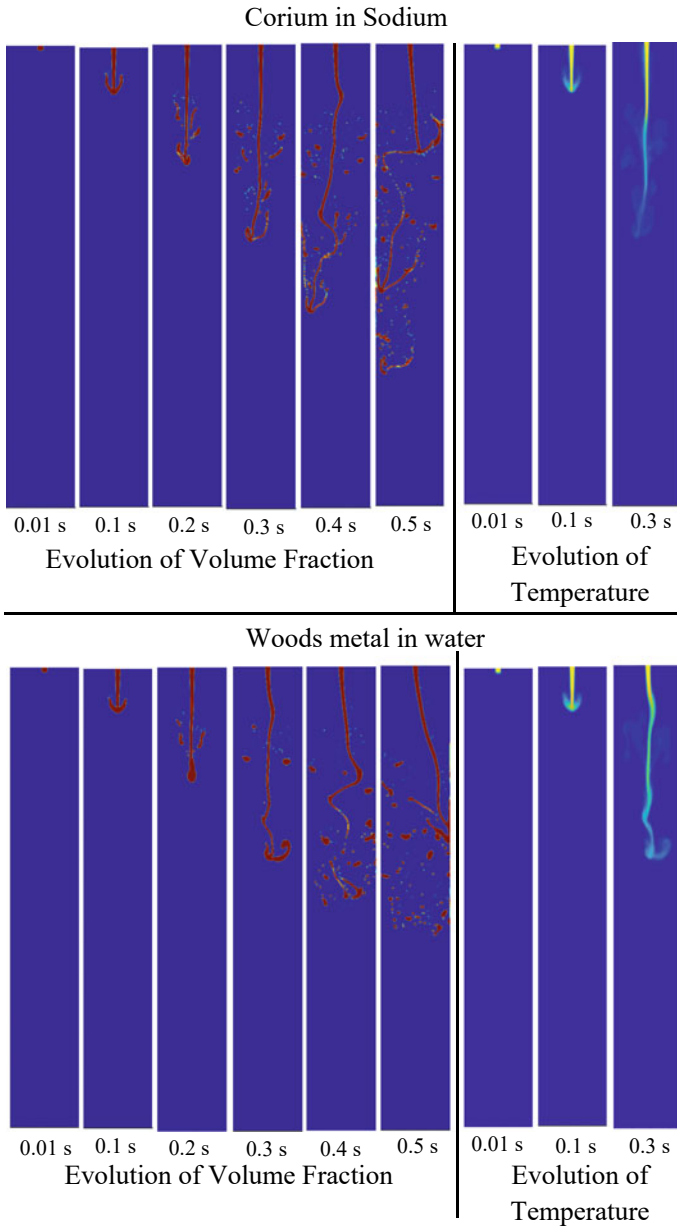 Corium in Sodium
0.01 s 0.1 s 0.2 s 0.3 s 0.4 s 0.5 s
Evolution of Volume Fraction
0.01 s 0.1 s 0.3 s
Evolution of
Temperature
Woods metal in water
0.01 s 0.1 s 0.2 s 0.3 s 0.4 s 0.5 s
Evolution of Volume Fraction
0.01 s 0.1 s 0.3 s
Evolution of
Temperature